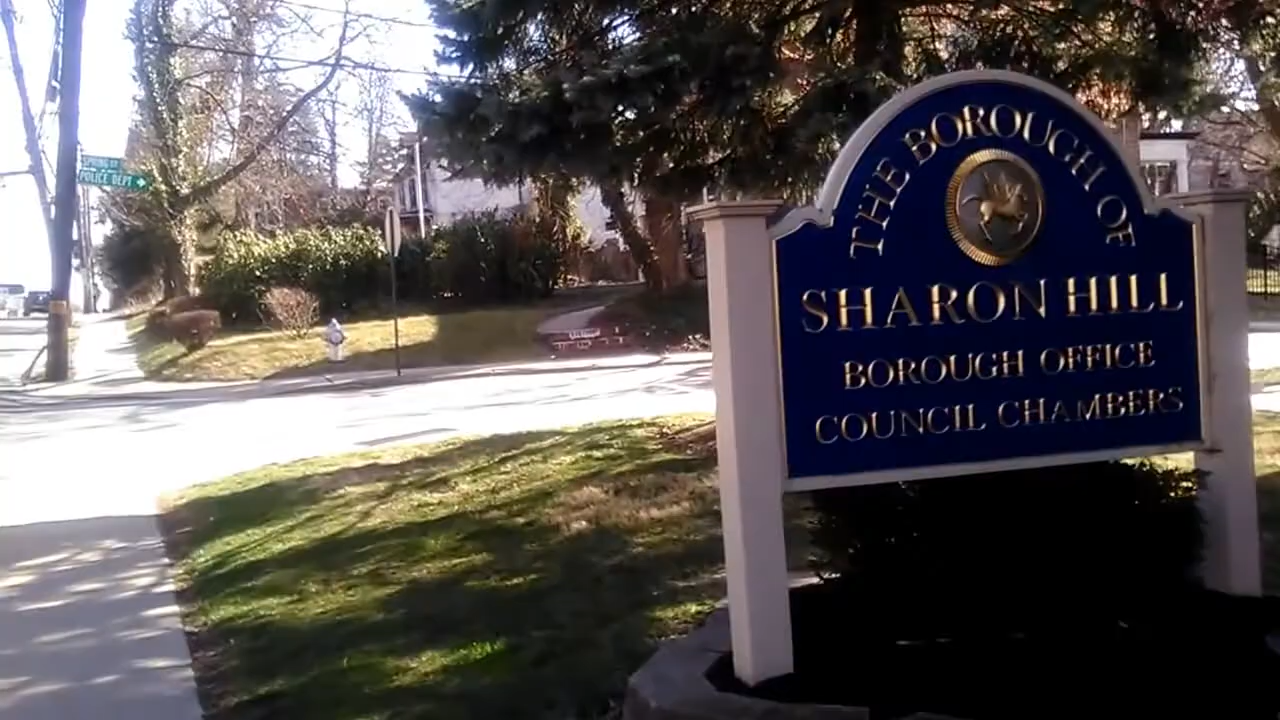 SPRING ST
POLICE DEPT
THE BOROUGH OF
SHARON HILL
BOROUGH OFFICE
COUNCIL CHAMBERS